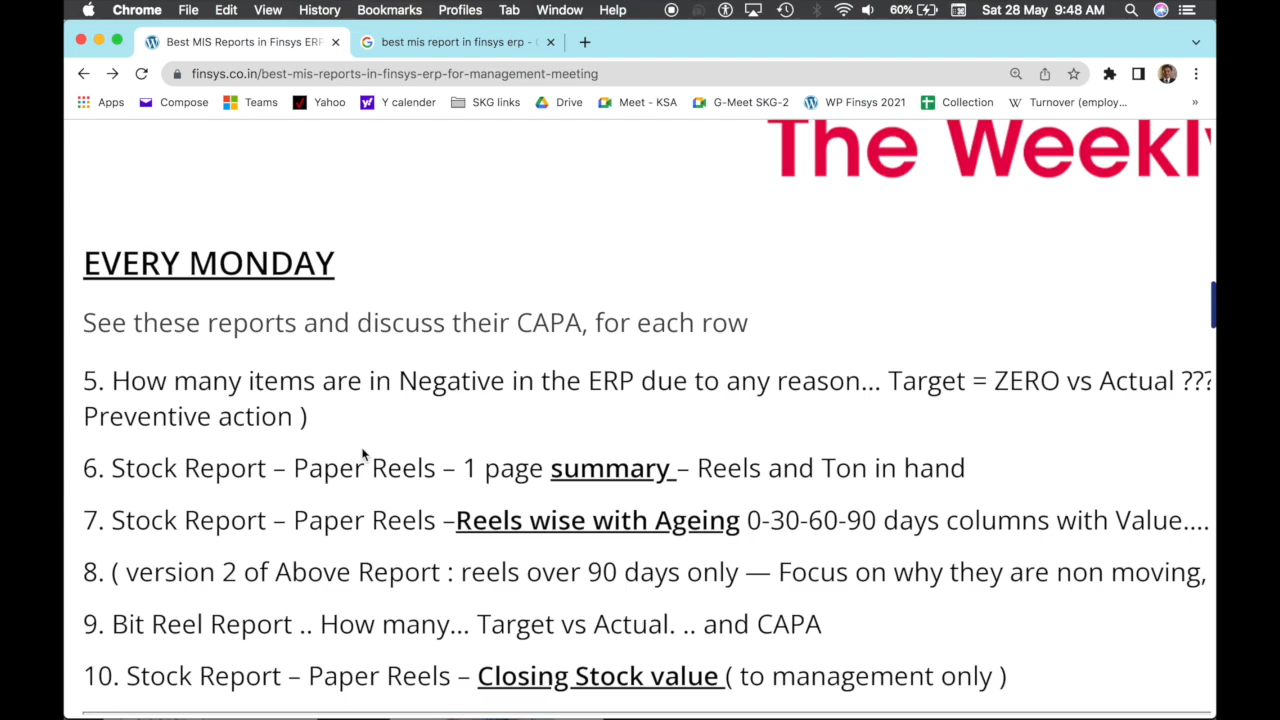 Chrome File Edit View History Bookmarks Profiles Tab Window Help 60% Sat 28 May 9:48 AM
Best MIS Reports in Finsys ERP × best mis report in finsys erp - × +
finsys.co.in/best-mis-reports-in-finsys-erp-for-management-meeting
Apps Compose Teams Yahoo Y calender SKG links Drive Meet - KSA G-Meet SKG-2 WP Finsys 2021 Collection Turnover (employ... »
The Weekly
EVERY MONDAY
See these reports and discuss their CAPA, for each row
5. How many items are in Negative in the ERP due to any reason... Target = ZERO vs Actual ???
Preventive action )
6. Stock Report – Paper Reels – 1 page summary – Reels and Ton in hand
7. Stock Report – Paper Reels –Reels wise with Ageing 0-30-60-90 days columns with Value....
8. ( version 2 of Above Report : reels over 90 days only — Focus on why they are non moving,
9. Bit Reel Report .. How many... Target vs Actual. .. and CAPA
10. Stock Report – Paper Reels – Closing Stock value ( to management only )